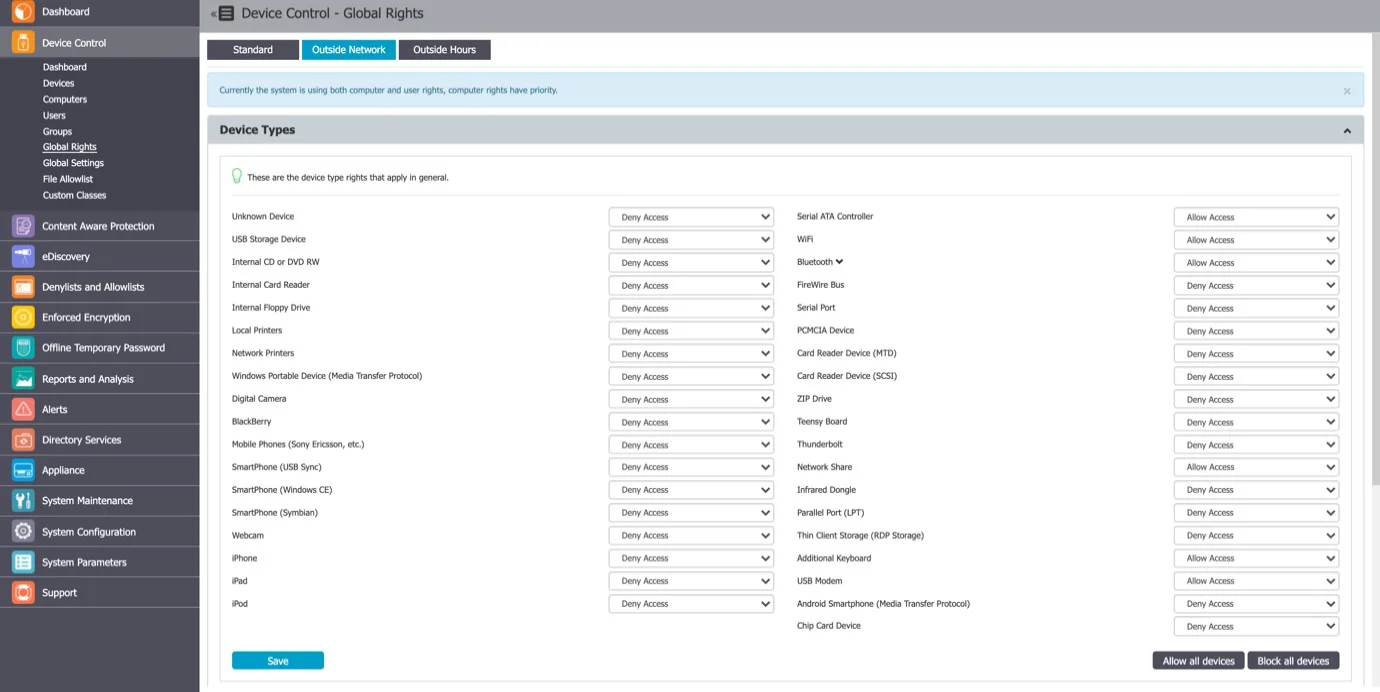 Dashboard
Device Control
Dashboard
Devices
Computers
Users
Groups
Global Rights
Global Settings
File Allowlist
Custom Classes
Content Aware Protection
eDiscovery
Denylists and Allowlists
Enforced Encryption
Offline Temporary Password
Reports and Analysis
Alerts
Directory Services
Appliance
System Maintenance
System Configuration
System Parameters
Support
Device Control - Global Rights
Standard Outside Network Outside Hours
Currently the system is using both computer and user rights, computer rights have priority.
Device Types
These are the device type rights that apply in general.
Unknown Device Deny Access Serial ATA Controller Allow Access
USB Storage Device Deny Access WiFi Allow Access
Internal CD or DVD RW Deny Access Bluetooth Allow Access
Internal Card Reader Deny Access FireWire Bus Deny Access
Internal Floppy Drive Deny Access Serial Port Deny Access
Local Printers Deny Access PCMCIA Device Deny Access
Network Printers Deny Access Card Reader Device (MTD) Deny Access
Windows Portable Device (Media Transfer Protocol) Deny Access Card Reader Device (SCSI) Deny Access
Digital Camera Deny Access ZIP Drive Deny Access
BlackBerry Deny Access Teensy Board Deny Access
Mobile Phones (Sony Ericsson, etc.) Deny Access Thunderbolt Deny Access
SmartPhone (USB Sync) Deny Access Network Share Allow Access
SmartPhone (Windows CE) Deny Access Infrared Dongle Deny Access
SmartPhone (Symbian) Deny Access Parallel Port (LPT) Deny Access
Webcam Deny Access Thin Client Storage (RDP Storage) Deny Access
iPhone Deny Access Additional Keyboard Allow Access
iPad Deny Access USB Modem Allow Access
iPod Deny Access Android Smartphone (Media Transfer Protocol) Deny Access
Chip Card Device Deny Access
Save Allow all devices Block all devices